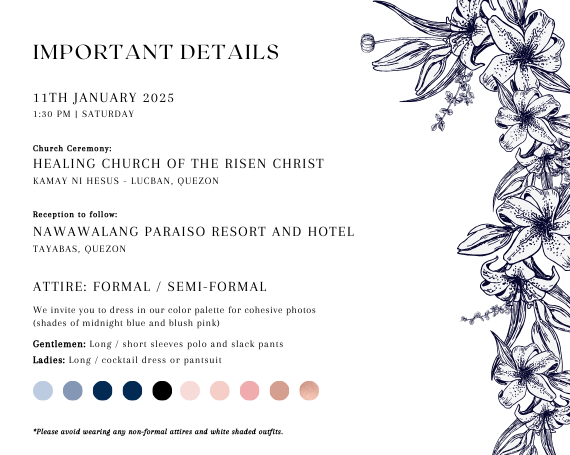 IMPORTANT DETAILS
11TH JANUARY 2025
1:30 PM | SATURDAY
Church Ceremony:
HEALING CHURCH OF THE RISEN CHRIST
KAMAY NI HESUS - LUCBAN, QUEZON
Reception to follow:
NAWAWALANG PARAISO RESORT AND HOTEL
TAYABAS, QUEZON
ATTIRE: FORMAL / SEMI-FORMAL
We invite you to dress in our color palette for cohesive photos
(shades of midnight blue and blush pink)
Gentlemen: Long / short sleeves polo and slack pants
Ladies: Long / cocktail dress or pantsuit
*Please avoid wearing any non-formal attires and white shaded outfits.